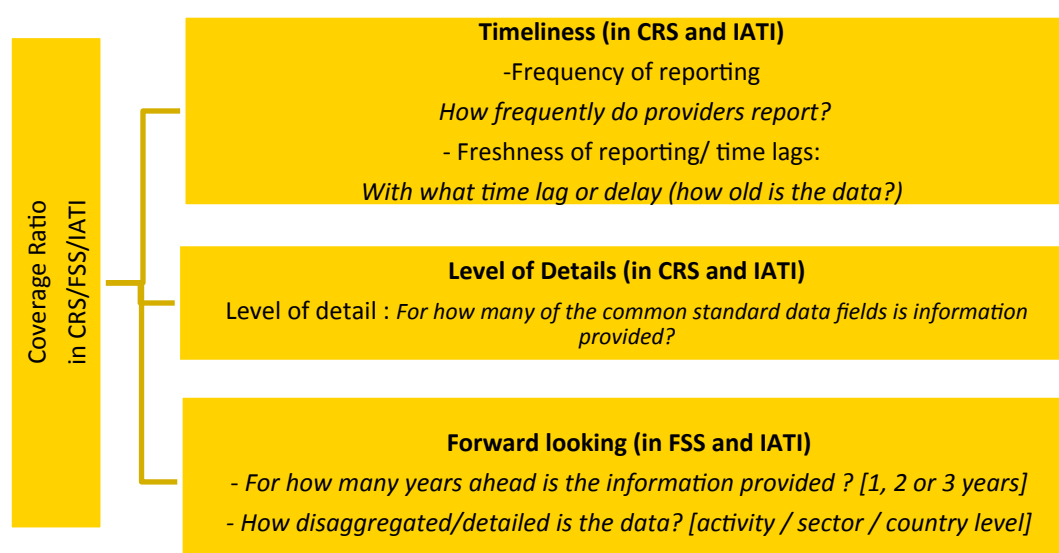 Coverage Ratio
in CRS/FSS/IATI
Timeliness (in CRS and IATI)
-Frequency of reporting
How frequently do providers report?
- Freshness of reporting/ time lags:
With what time lag or delay (how old is the data?)
Level of Details (in CRS and IATI)
Level of detail : For how many of the common standard data fields is information
provided?
Forward looking (in FSS and IATI)
- For how many years ahead is the information provided ? [1, 2 or 3 years]
- How disaggregated/detailed is the data? [activity / sector / country level]